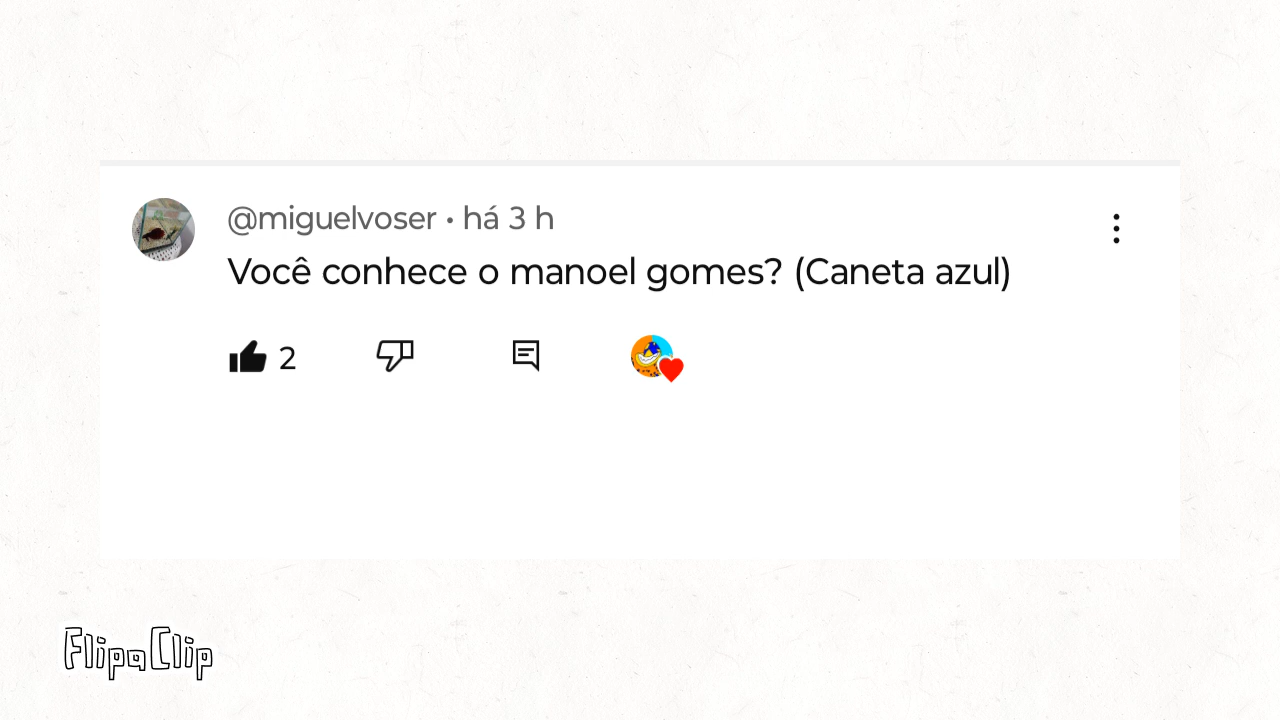 @miguelvoser • há 3 h
Você conhece o manoel gomes? (Caneta azul)
2
FlipaClip